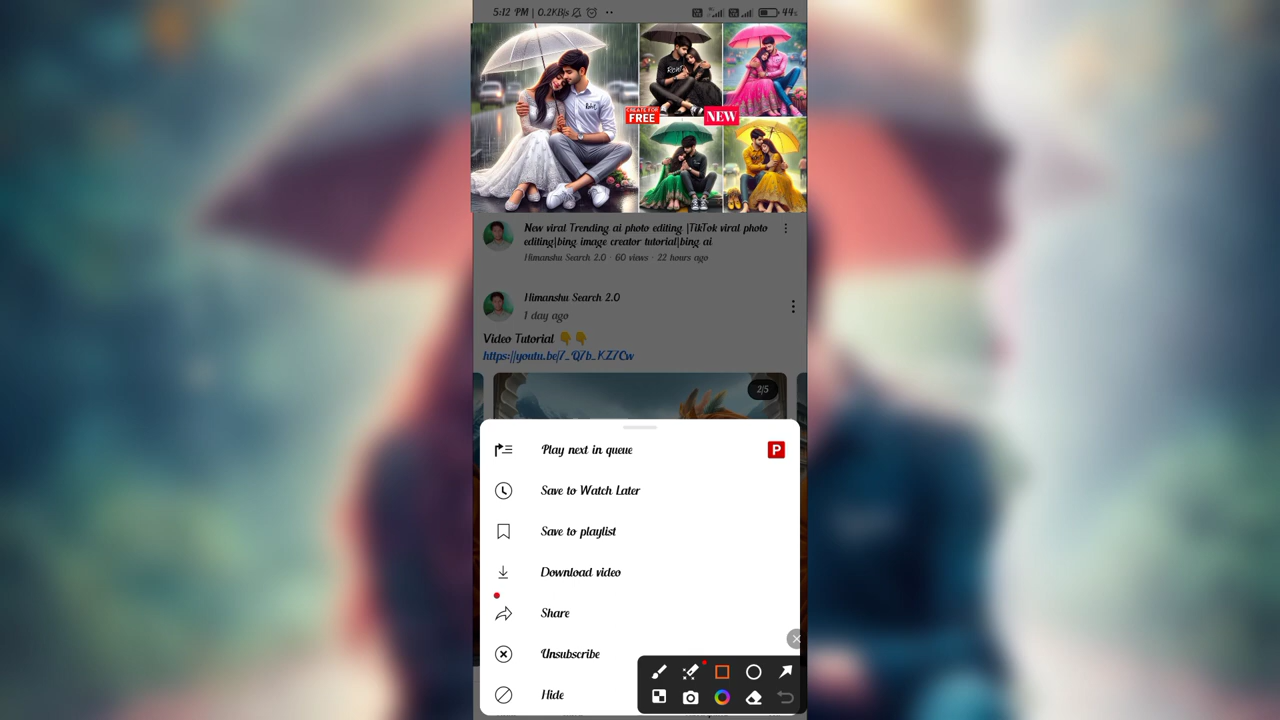 5:12 PM | 0.2KB/s
44
CREATE FOR
FREE
NEW
New viral Trending ai photo editing |TikTok viral photo
editing|bing image creator tutorial|bing ai
Himanshu Search 2.0 · 60 views · 22 hours ago
Himanshu Search 2.0
1 day ago
Video Tutorial 👇👇
https://youtu.be/7_Q7b_KZ7Cw
2/5
Play next in queue
P
Save to Watch Later
Save to playlist
Download video
Share
Unsubscribe
Hide